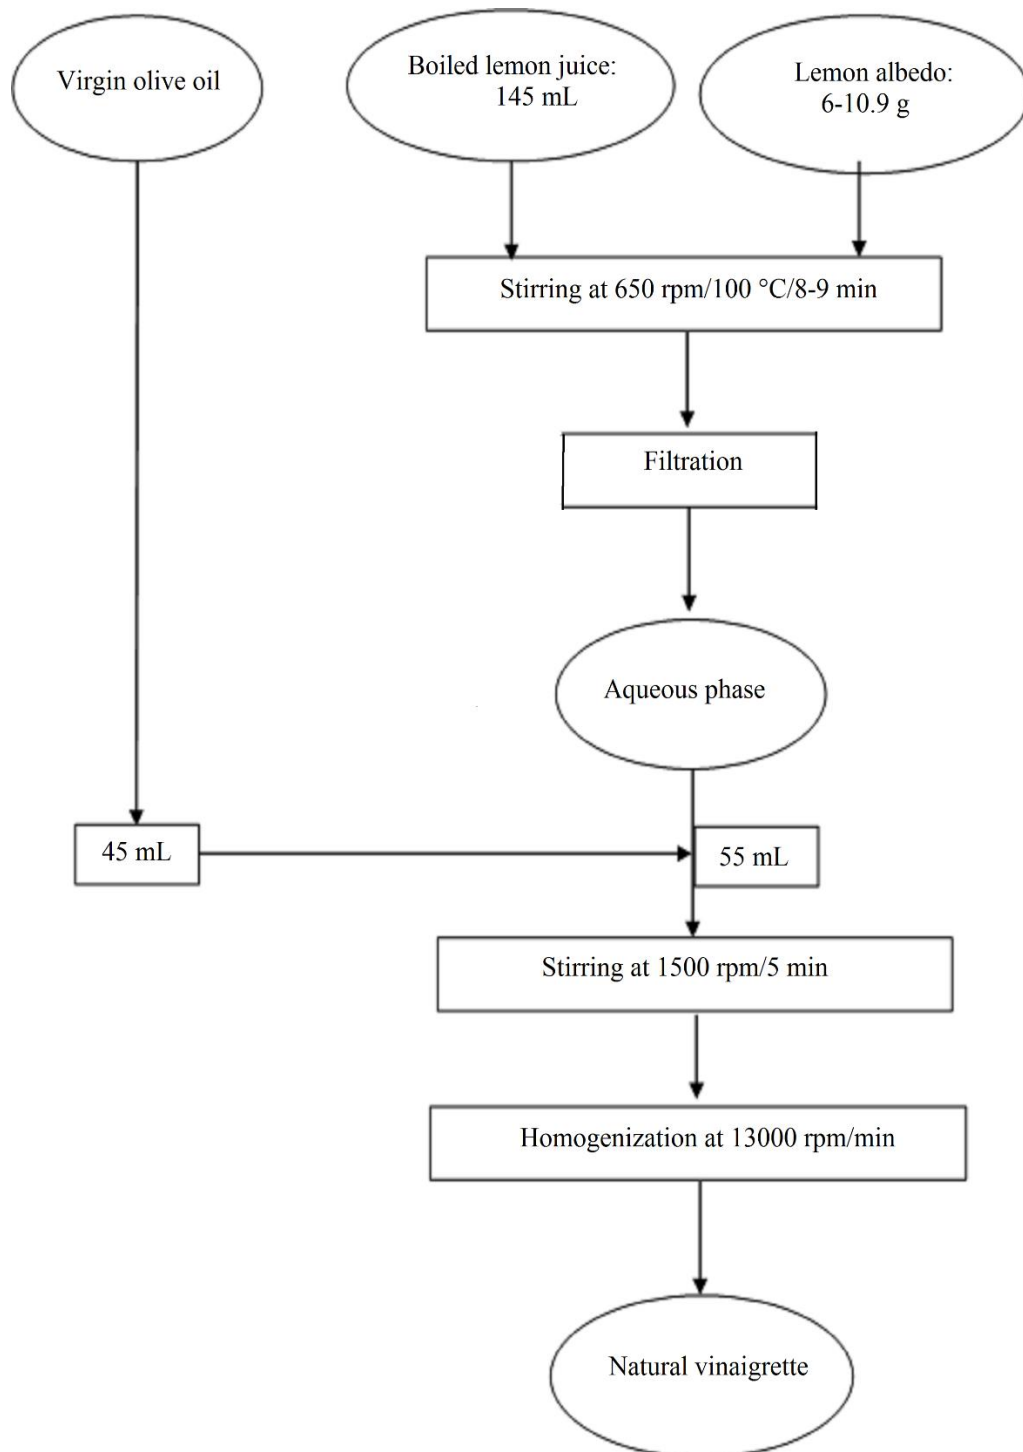 Virgin olive oil
Boiled lemon juice:
145 mL
Lemon albedo:
6-10.9 g
Stirring at 650 rpm/100 °C/8-9 min
Filtration
Aqueous phase
45 mL
55 mL
Stirring at 1500 rpm/5 min
Homogenization at 13000 rpm/min
Natural vinaigrette